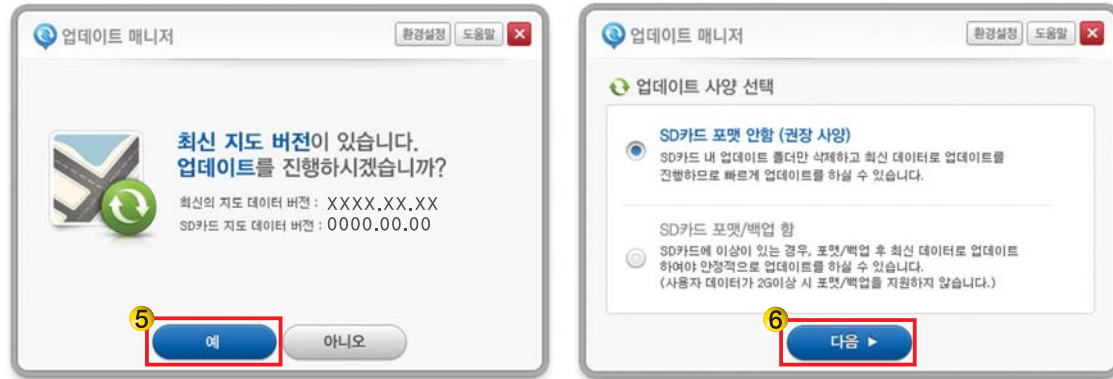 업데이트 매니저
환경설정 도움말
최신 지도 버전이 있습니다.
업데이트를 진행하시겠습니까?
최신의 지도 데이터 버전 : XXXX.XX.XX
SD카드 지도 데이터 버전 : 0000.00.00
5
예 아니오
업데이트 매니저
환경설정 도움말
업데이트 사양 선택
SD카드 포맷 안함 (권장 사양)
SD카드 내 업데이트 폴더만 삭제하고 최신 데이터로 업데이트를
진행하므로 빠르게 업데이트를 하실 수 있습니다.
SD카드 포맷/백업 함
SD카드에 이상이 있는 경우, 포맷/백업 후 최신 데이터로 업데이트
하여야 안정적으로 업데이트를 하실 수 있습니다.
(사용자 데이터가 2G이상 시 포맷/백업을 지원하지 않습니다.)
6
다음 ▶